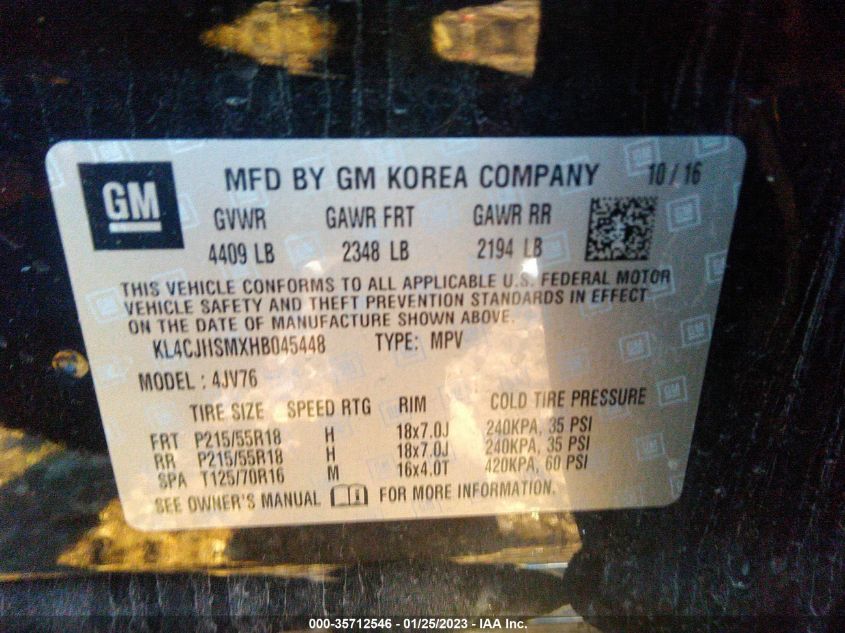 GM
MFD BY GM KOREA COMPANY 10/16
GVWR GAWR FRT GAWR RR
4409 LB 2348 LB 2194 LB
THIS VEHICLE CONFORMS TO ALL APPLICABLE U.S. FEDERAL MOTOR
VEHICLE SAFETY AND THEFT PREVENTION STANDARDS IN EFFECT
ON THE DATE OF MANUFACTURE SHOWN ABOVE.
KL4CJHSMXHB045448 TYPE: MPV
MODEL: 4JV76
TIRE SIZE SPEED RTG RIM COLD TIRE PRESSURE
FRT P215/55R18 H 18x7.0J 240KPA, 35 PSI
RR P215/55R18 H 18x7.0J 240KPA, 35 PSI
SPA T125/70R16 M 16x4.0T 420KPA, 60 PSI
SEE OWNER'S MANUAL FOR MORE INFORMATION.
000-35712546 - 01/25/2023 - IAA Inc.